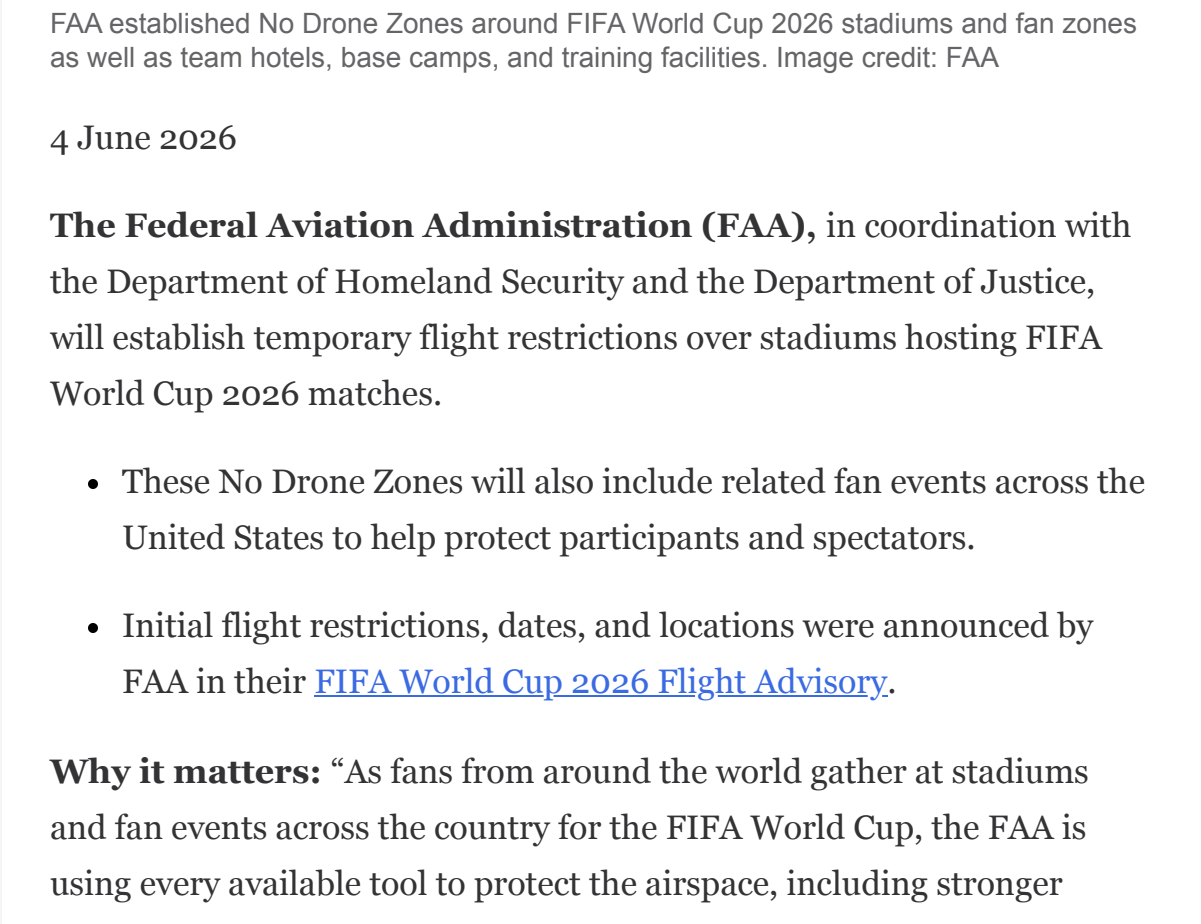 FAA established No Drone Zones around FIFA World Cup 2026 stadiums and fan zones
as well as team hotels, base camps, and training facilities. Image credit: FAA
4 June 2026
The Federal Aviation Administration (FAA), in coordination with
the Department of Homeland Security and the Department of Justice,
will establish temporary flight restrictions over stadiums hosting FIFA
World Cup 2026 matches.
• These No Drone Zones will also include related fan events across the
United States to help protect participants and spectators.
• Initial flight restrictions, dates, and locations were announced by
FAA in their FIFA World Cup 2026 Flight Advisory.
Why it matters: “As fans from around the world gather at stadiums
and fan events across the country for the FIFA World Cup, the FAA is
using every available tool to protect the airspace, including stronger